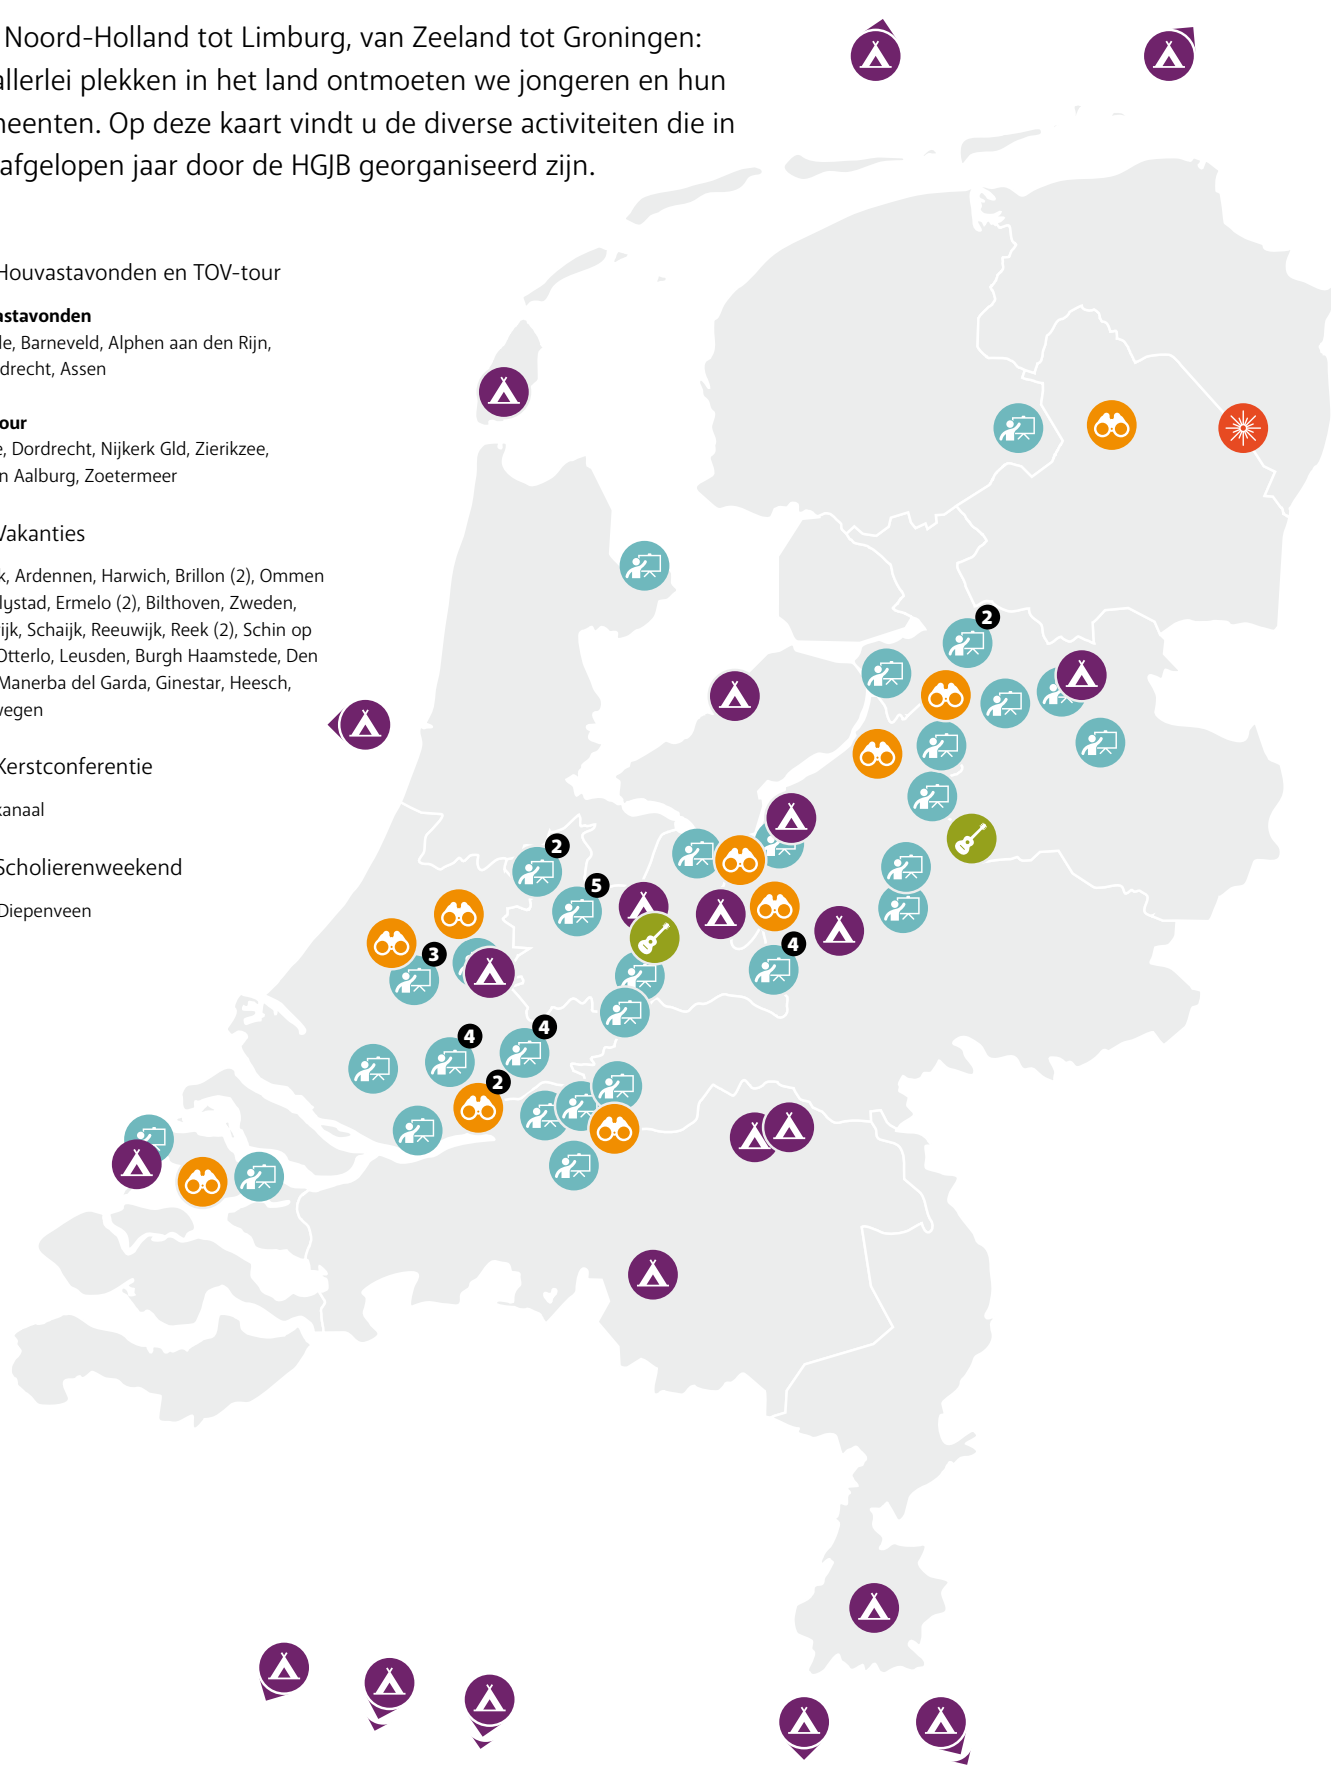 Noord-Holland tot Limburg, van Zeeland tot Groningen:
allerlei plekken in het land ontmoeten we jongeren en hun
eenten. Op deze kaart vindt u de diverse activiteiten die in
afgelopen jaar door de HGJB georganiseerd zijn.
Houvastavonden en TOV-tour
astavonden
de, Barneveld, Alphen aan den Rijn,
drecht, Assen
our
e, Dordrecht, Nijkerk Gld, Zierikzee,
n Aalburg, Zoetermeer
Vakanties
k, Ardennen, Harwich, Brillon (2), Ommen
lystad, Ermelo (2), Bilthoven, Zweden,
ijk, Schaijk, Reeuwijk, Reek (2), Schin op
Otterlo, Leusden, Burgh Haamstede, Den
Manerba del Garda, Ginestar, Heesch,
wegen
Kerstconferentie
kanaal
Scholierenweekend
Diepenveen
2
2
5
4
3
4
4
2